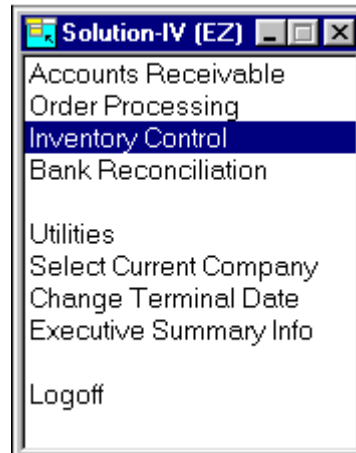 Solution-IV (EZ)
Accounts Receivable
Order Processing
Inventory Control
Bank Reconciliation
Utilities
Select Current Company
Change Terminal Date
Executive Summary Info
Logoff